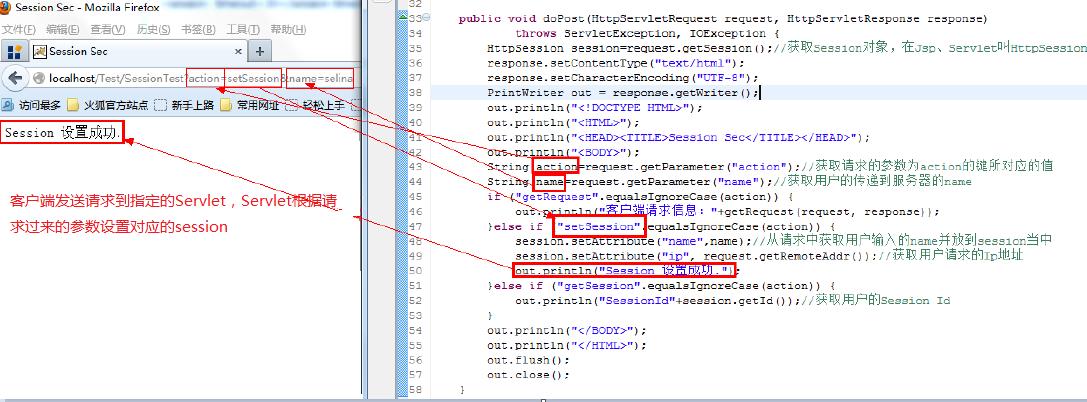 Session Sec - Mozilla Firefox
文件(F) 编辑(E) 查看(V) 历史(S) 书签(B) 工具(T) 帮助(H)
Session Sec
localhost/Test/SessionTest?action=setSession&name=selina
访问最多 火狐官方站点 新手上路 常用网址 轻松上手
Session 设置成功.
客户端发送请求到指定的Servlet，Servlet根据请
求过来的参数设置对应的session
32
33 public void doPost(HttpServletRequest request, HttpServletResponse response)
34 throws ServletException, IOException {
35 HttpSession session=request.getSession();//获取Session对象，在Jsp、Servlet叫HttpSession
36 response.setContentType("text/html");
37 response.setCharacterEncoding("UTF-8");
38 PrintWriter out = response.getWriter();
39 out.println("<!DOCTYPE HTML>");
40 out.println("<HTML>");
41 out.println("<HEAD><TITLE>Session Sec</TITLE></HEAD>");
42 out.println("<BODY>");
43 String action=request.getParameter("action");//获取请求的参数为action的键所对应的值
44 String name=request.getParameter("name");//获取用户的传递到服务器的name
45 if ("getRequest".equalsIgnoreCase(action)) {
46 out.println("客户端请求信息："+getRequest(request, response));
47 }else if ("setSession".equalsIgnoreCase(action)) {
48 session.setAttribute("name",name);//从请求中获取用户输入的name并放到session当中
49 session.setAttribute("ip", request.getRemoteAddr());//获取用户请求的Ip地址
50 out.println("Session 设置成功.");
51 }else if ("getSession".equalsIgnoreCase(action)) {
52 out.println("SessionId"+session.getId());//获取用户的Session Id
53 }
54 out.println("</BODY>");
55 out.println("</HTML>");
56 out.flush();
57 out.close();
58 }